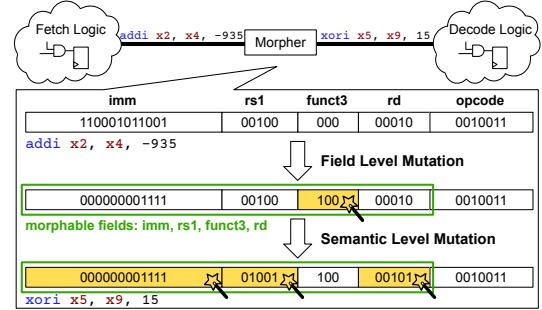 Fetch Logic addi x2, x4, -935 Morpher xori x5, x9, 15 Decode Logic
imm rs1 funct3 rd opcode
110001011001 00100 000 00010 0010011
addi x2, x4, -935
Field Level Mutation
000000001111 00100 100 00010 0010011
morphable fields: imm, rs1, funct3, rd
Semantic Level Mutation
000000001111 01001 100 00101 0010011
xori x5, x9, 15